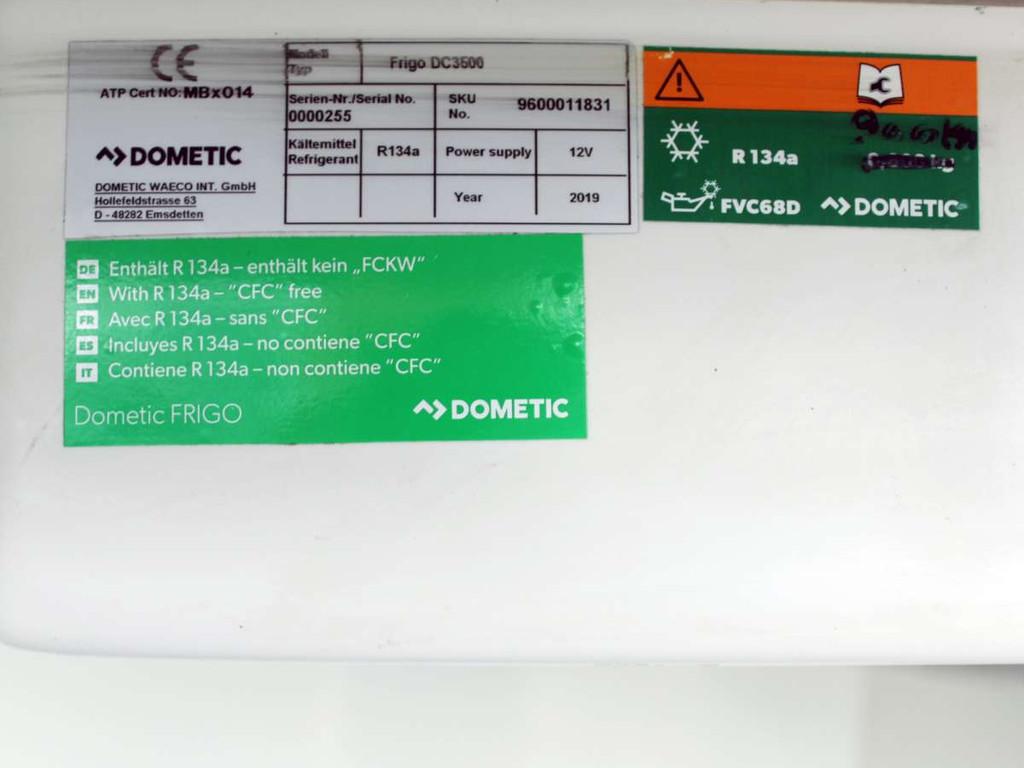 CE
ATP Cert NO: MBx014
DOMETIC
DOMETIC WAECO INT. GmbH
Hollefeldstrasse 63
D - 48282 Emsdetten
Modell
Typ
Frigo DC3500
Serien-Nr./Serial No.
0000255
SKU
No.
9600011831
Kältemittel
Refrigerant
R134a
Power supply
12V
Year
2019
R 134a
FVC68D
DOMETIC
DE Enthält R 134a – enthält kein „FCKW“
EN With R 134a – “CFC” free
FR Avec R 134a – sans “CFC”
ES Incluyes R 134a – no contiene “CFC”
IT Contiene R 134a – non contiene “CFC”
Dometic FRIGO
DOMETIC